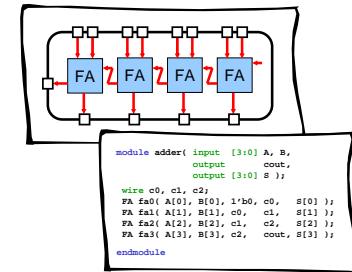 FA FA FA FA
module adder( input [3:0] A, B,
output cout,
output [3:0] S );
wire c0, c1, c2;
FA fa0( A[0], B[0], 1'b0, c0, S[0] );
FA fa1( A[1], B[1], c0, c1, S[1] );
FA fa2( A[2], B[2], c1, c2, S[2] );
FA fa3( A[3], B[3], c2, cout, S[3] );
endmodule